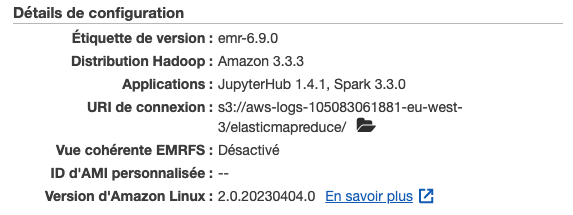 Détails de configuration
Étiquette de version : emr-6.9.0
Distribution Hadoop : Amazon 3.3.3
Applications : JupyterHub 1.4.1, Spark 3.3.0
URI de connexion : s3://aws-logs-105083061881-eu-west-
3/elasticmapreduce/
Vue cohérente EMRFS : Désactivé
ID d'AMI personnalisée : --
Version d'Amazon Linux : 2.0.20230404.0 En savoir plus